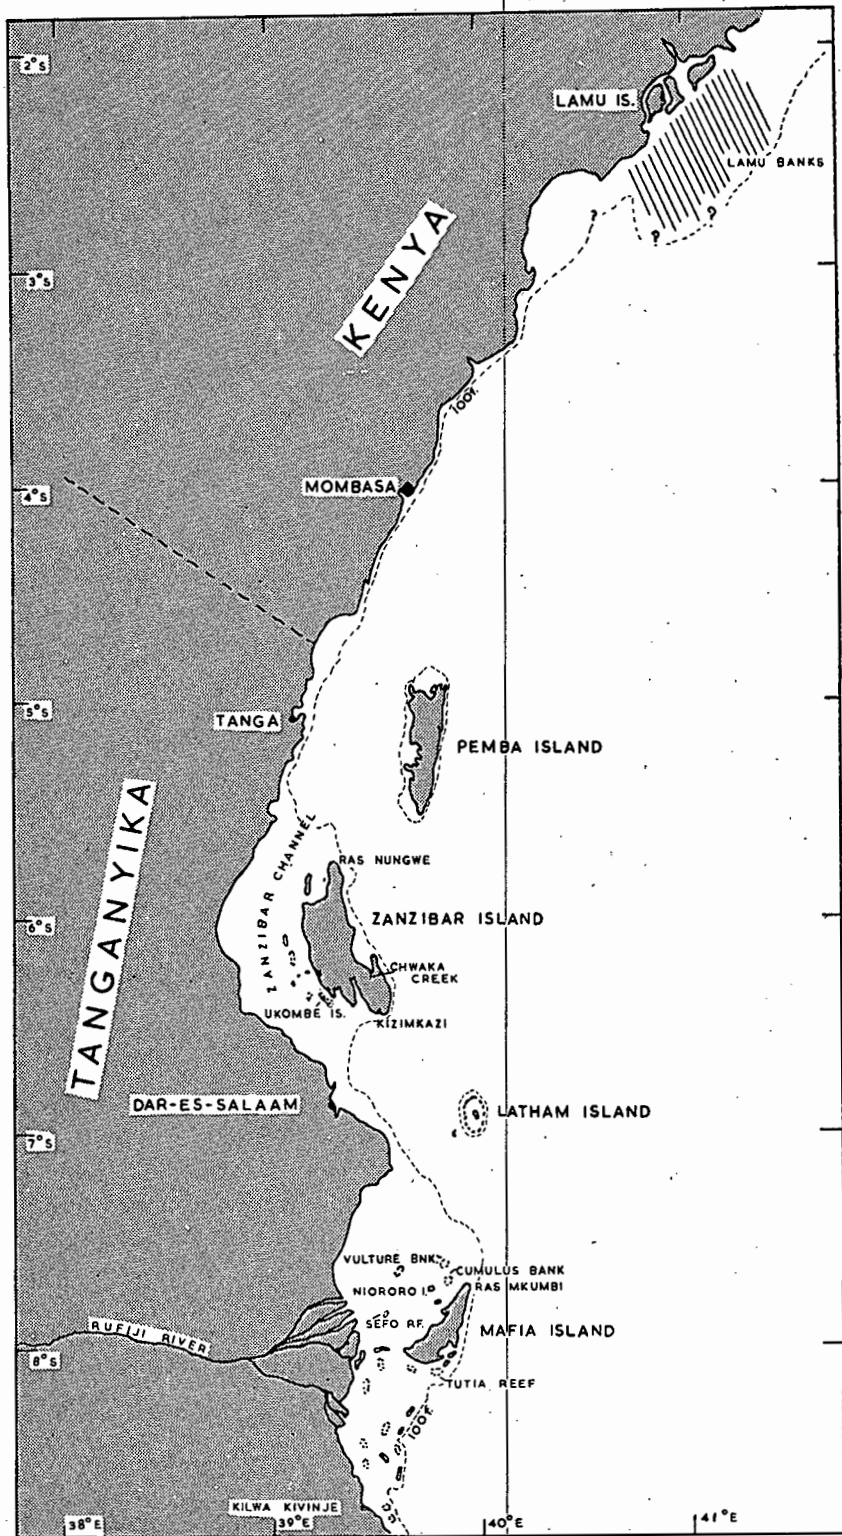 2°S
LAMU IS.
LAMU BANKS
?
?
?
KENYA
3°S
100f.
MOMBASA
4°S
5°S
TANGA
PEMBA ISLAND
TANGANYIKA
ZANZIBAR CHANNEL
RAS NUNGWE
ZANZIBAR ISLAND
6°S
CHWAKA
CREEK
UKOMBE IS.
KIZIMKAZI
DAR-ES-SALAAM
LATHAM ISLAND
7°S
VULTURE BNK.
CUMULUS BANK
RAS MKUMBI
NIORORO I.
SEFO RF.
MAFIA ISLAND
RUFIJI RIVER
8°S
TUTIA REEF
100f.
KILWA KIVINJE
38°E
39°E
40°E
41°E